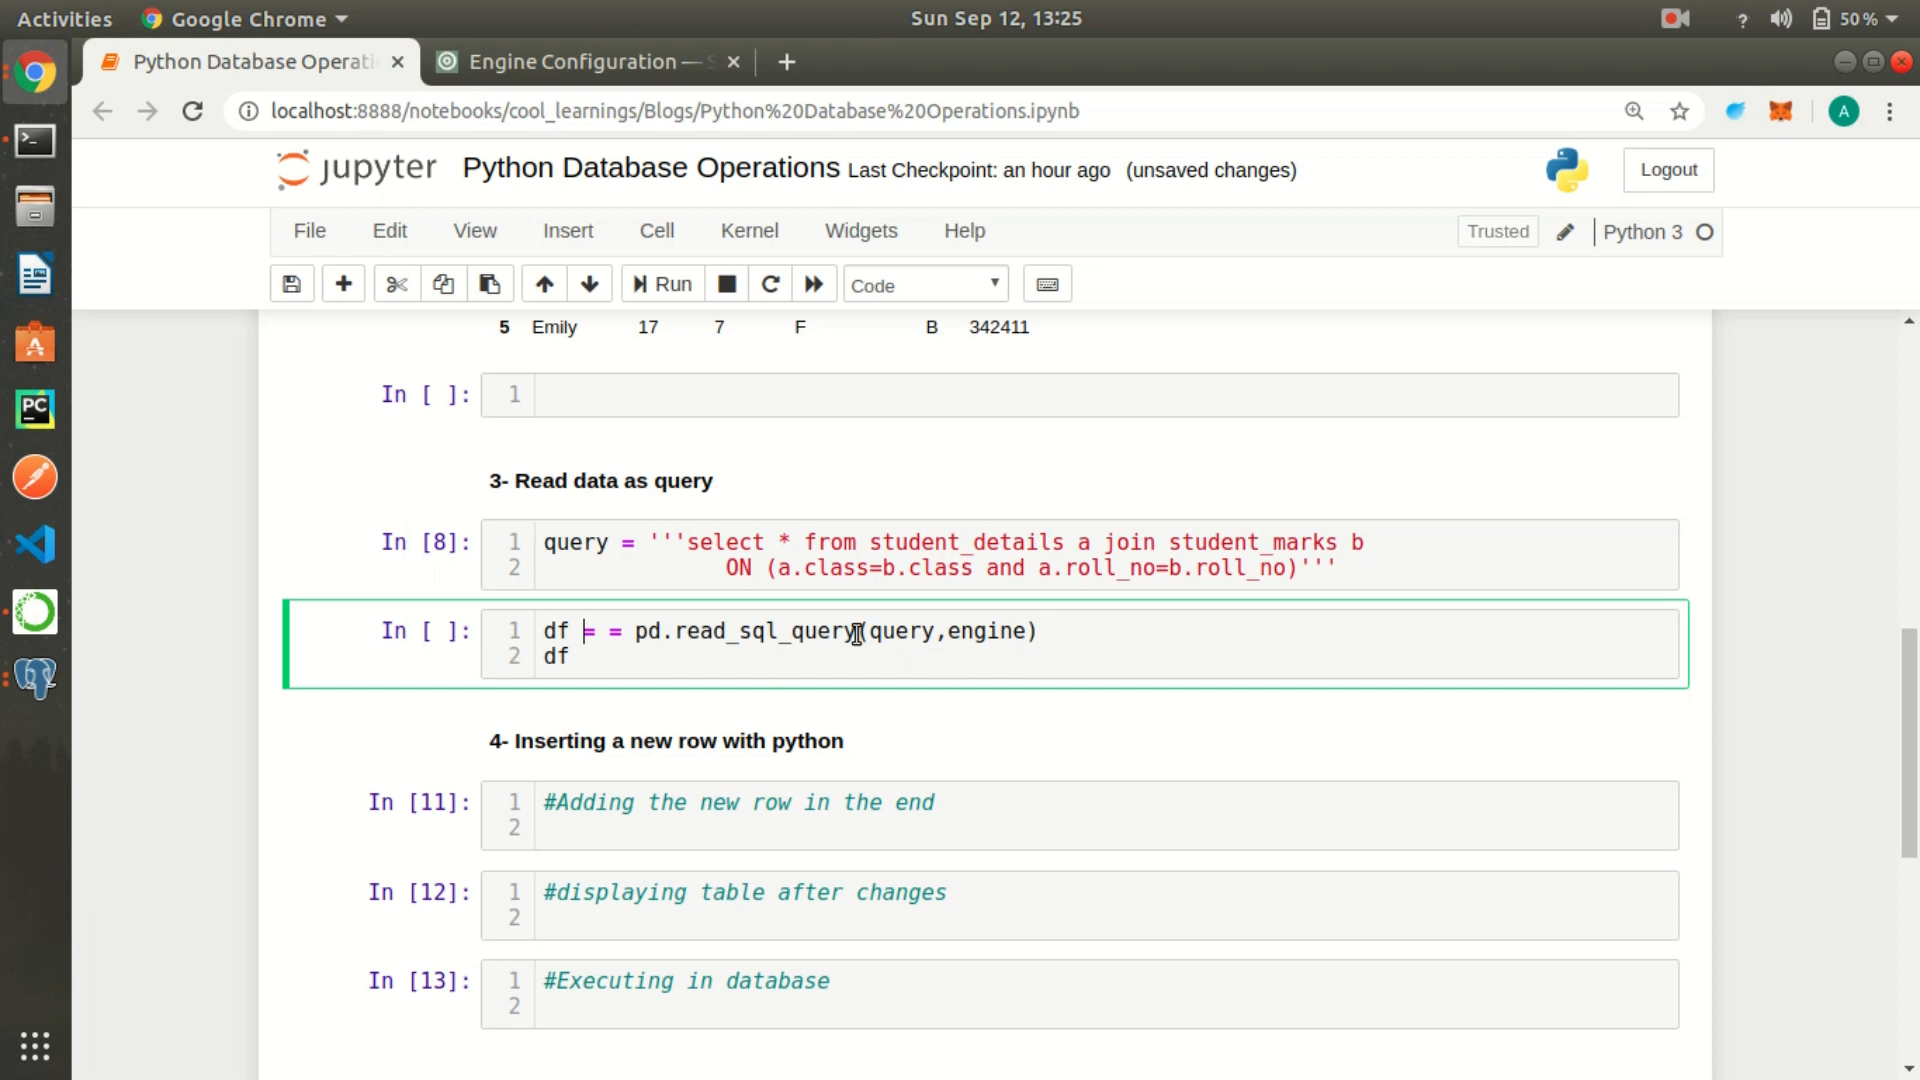 Activities Google Chrome Sun Sep 12, 13:25 ? 50 %
Python Database Operati Engine Configuration — S
localhost:8888/notebooks/cool_learnings/Blogs/Python%20Database%20Operations.ipynb A
jupyter Python Database Operations Last Checkpoint: an hour ago (unsaved changes) Logout
File Edit View Insert Cell Kernel Widgets Help Trusted Python 3
Run Code
5 Emily 17 7 F B 342411
In [ ]: 1
3- Read data as query
In [8]: 1 query = '''select * from student_details a join student_marks b
2 ON (a.class=b.class and a.roll_no=b.roll_no)'''
In [ ]: 1 df = = pd.read_sql_query(query,engine)
2 df
4- Inserting a new row with python
In [11]: 1 #Adding the new row in the end
2
In [12]: 1 #displaying table after changes
2
In [13]: 1 #Executing in database
2
PC